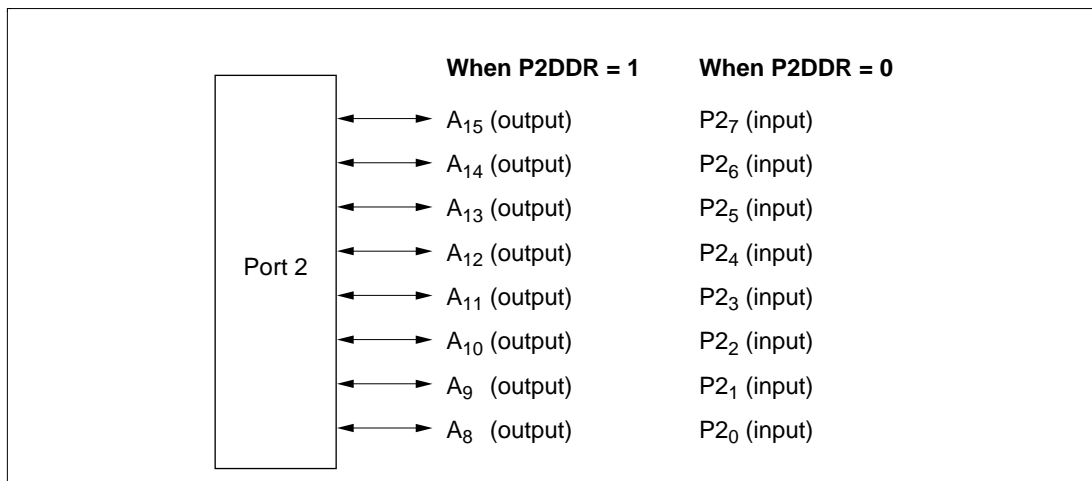 When P2DDR = 1 When P2DDR = 0
A15 (output) P27 (input)
A14 (output) P26 (input)
A13 (output) P25 (input)
Port 2 A12 (output) P24 (input)
A11 (output) P23 (input)
A10 (output) P22 (input)
A9 (output) P21 (input)
A8 (output) P20 (input)